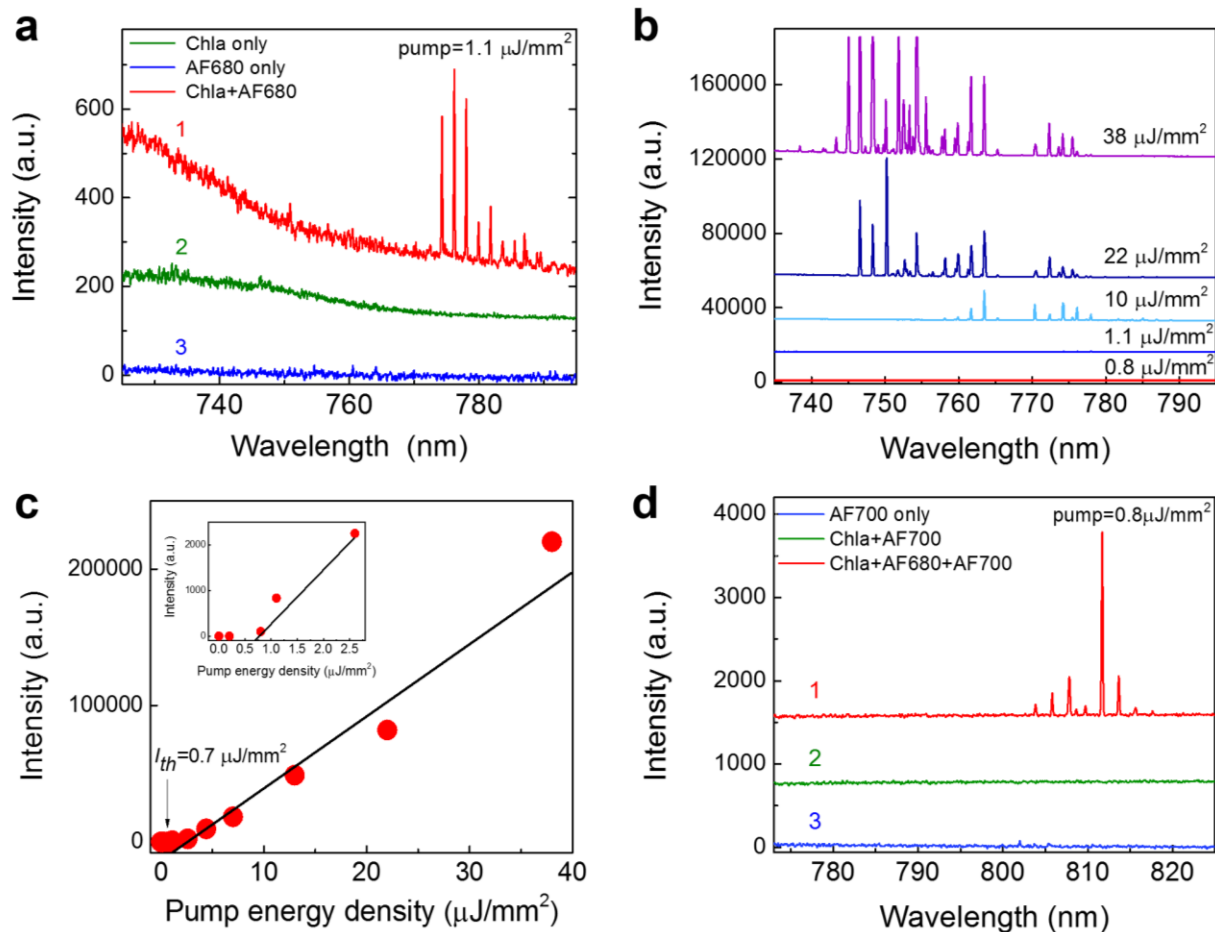 a
Chla only
AF680 only
Chla+AF680
pump=1.1 μJ/mm²
1
2
3
600
400
200
0
Intensity (a.u.)
740
760
780
Wavelength (nm)
b
160000
120000
80000
40000
0
Intensity (a.u.)
38 μJ/mm²
22 μJ/mm²
10 μJ/mm²
1.1 μJ/mm²
0.8 μJ/mm²
740
750
760
770
780
790
Wavelength (nm)
c
200000
100000
0
Intensity (a.u.)
2000
1000
0
Intensity (a.u.)
0.0 0.5 1.0 1.5 2.0 2.5
Pump energy density (μJ/mm²)
Ith=0.7 μJ/mm²
0
10
20
30
40
Pump energy density (μJ/mm²)
d
AF700 only
Chla+AF700
Chla+AF680+AF700
pump=0.8μJ/mm²
4000
3000
2000
1000
0
Intensity (a.u.)
1
2
3
780
790
800
810
820
Wavelength (nm)